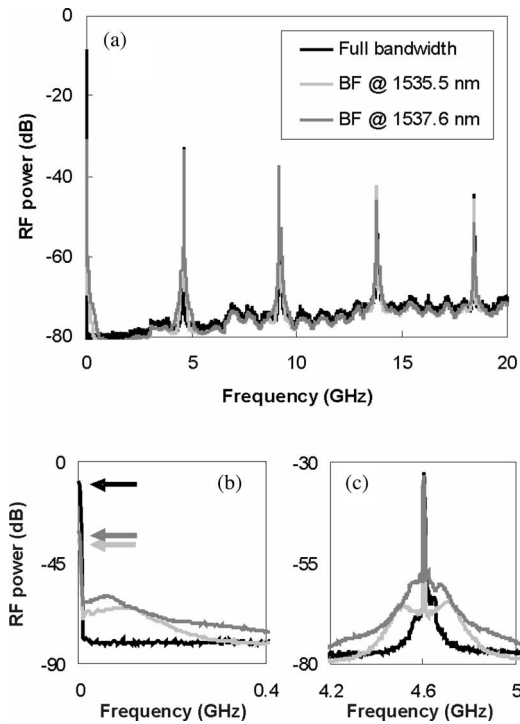 (a)
Full bandwidth
BF @ 1535.5 nm
BF @ 1537.6 nm
RF power (dB)
0
-20
-40
-60
-80
0 5 10 15 20
Frequency (GHz)
(b)
RF power (dB)
0
-45
-90
0 0.4
Frequency (GHz)
(c)
-30
-55
-80
4.2 4.6 5
Frequency (GHz)